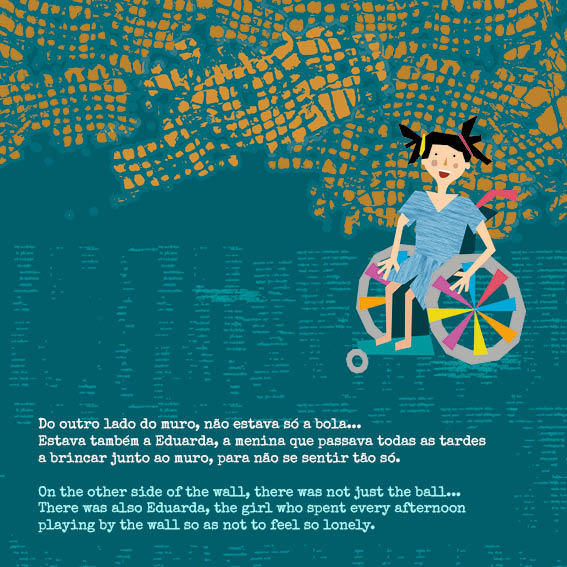 Do outro lado do muro, não estava só a bola...
Estava também a Eduarda, a menina que passava todas as tardes
a brincar junto ao muro, para não se sentir tão só.
On the other side of the wall, there was not just the ball...
There was also Eduarda, the girl who spent every afternoon
playing by the wall so as not to feel so lonely.